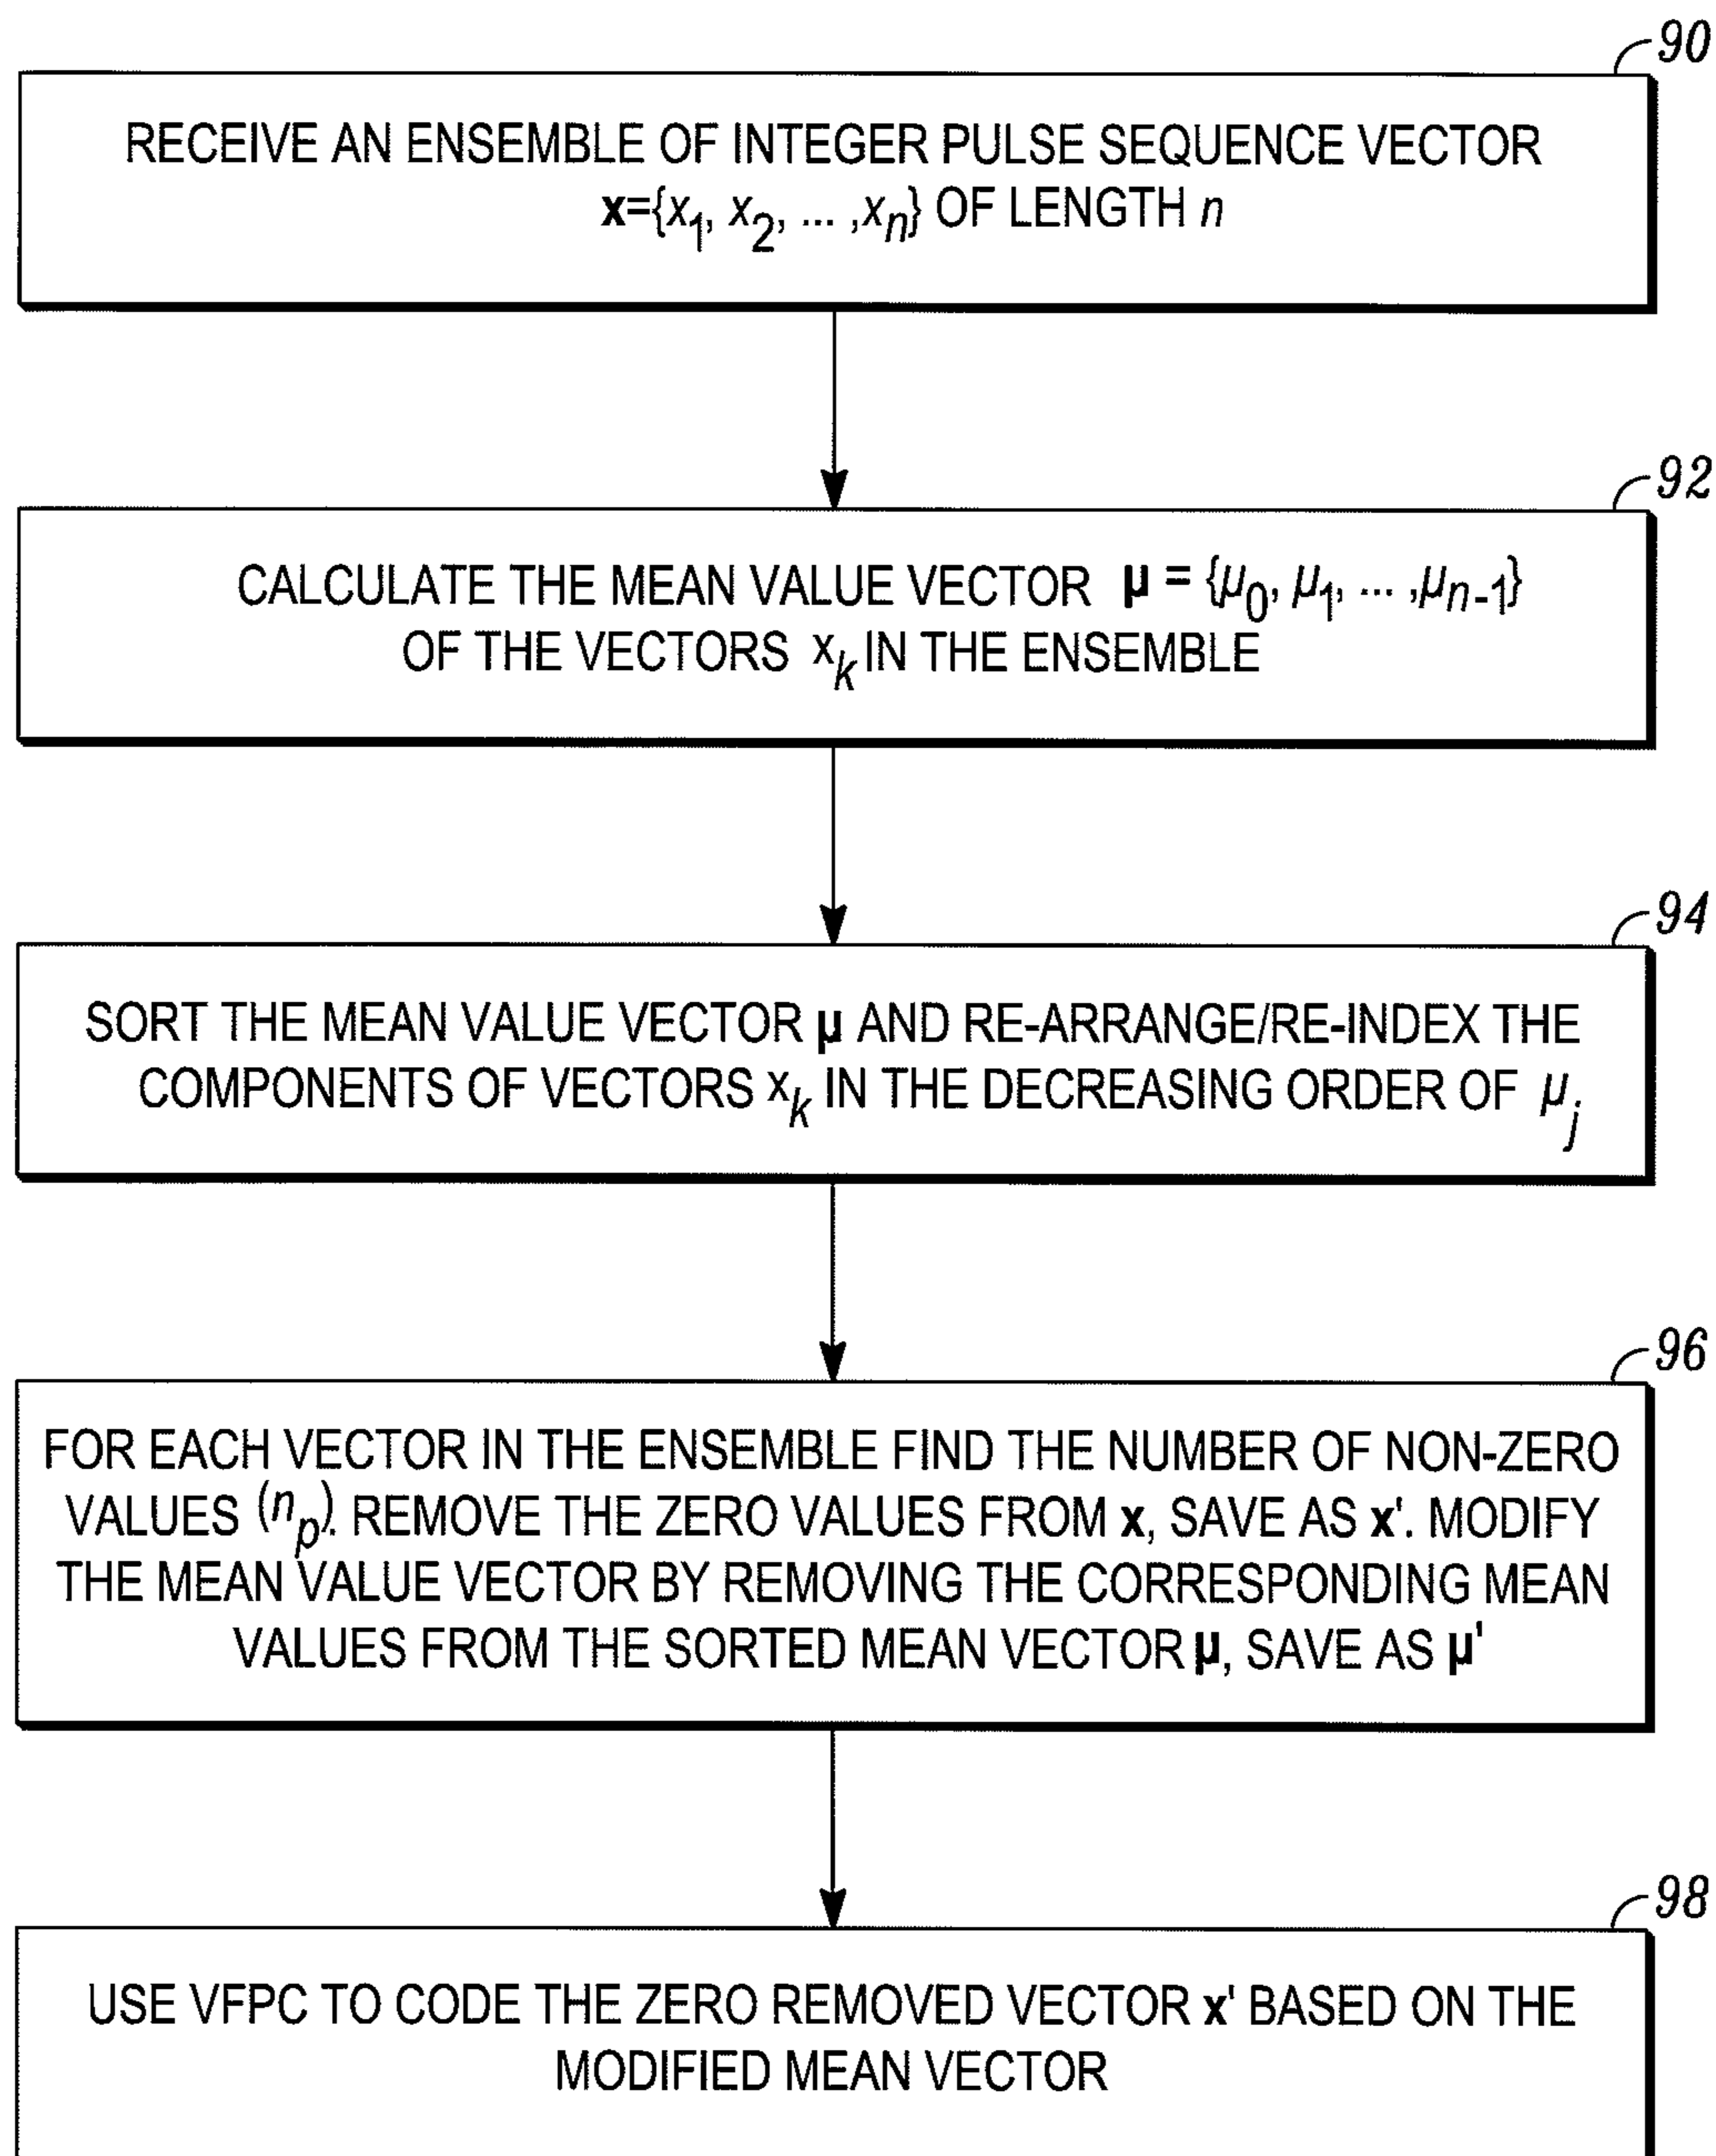 90
RECEIVE AN ENSEMBLE OF INTEGER PULSE SEQUENCE VECTOR
x={x1, x2, ... ,xn} OF LENGTH n
92
CALCULATE THE MEAN VALUE VECTOR μ = {μ0, μ1, ... ,μn-1}
OF THE VECTORS xk IN THE ENSEMBLE
94
SORT THE MEAN VALUE VECTOR μ AND RE-ARRANGE/RE-INDEX THE
COMPONENTS OF VECTORS xk IN THE DECREASING ORDER OF μj
96
FOR EACH VECTOR IN THE ENSEMBLE FIND THE NUMBER OF NON-ZERO
VALUES (np). REMOVE THE ZERO VALUES FROM x, SAVE AS x'. MODIFY
THE MEAN VALUE VECTOR BY REMOVING THE CORRESPONDING MEAN
VALUES FROM THE SORTED MEAN VECTOR μ, SAVE AS μ'
98
USE VFPC TO CODE THE ZERO REMOVED VECTOR x' BASED ON THE
MODIFIED MEAN VECTOR